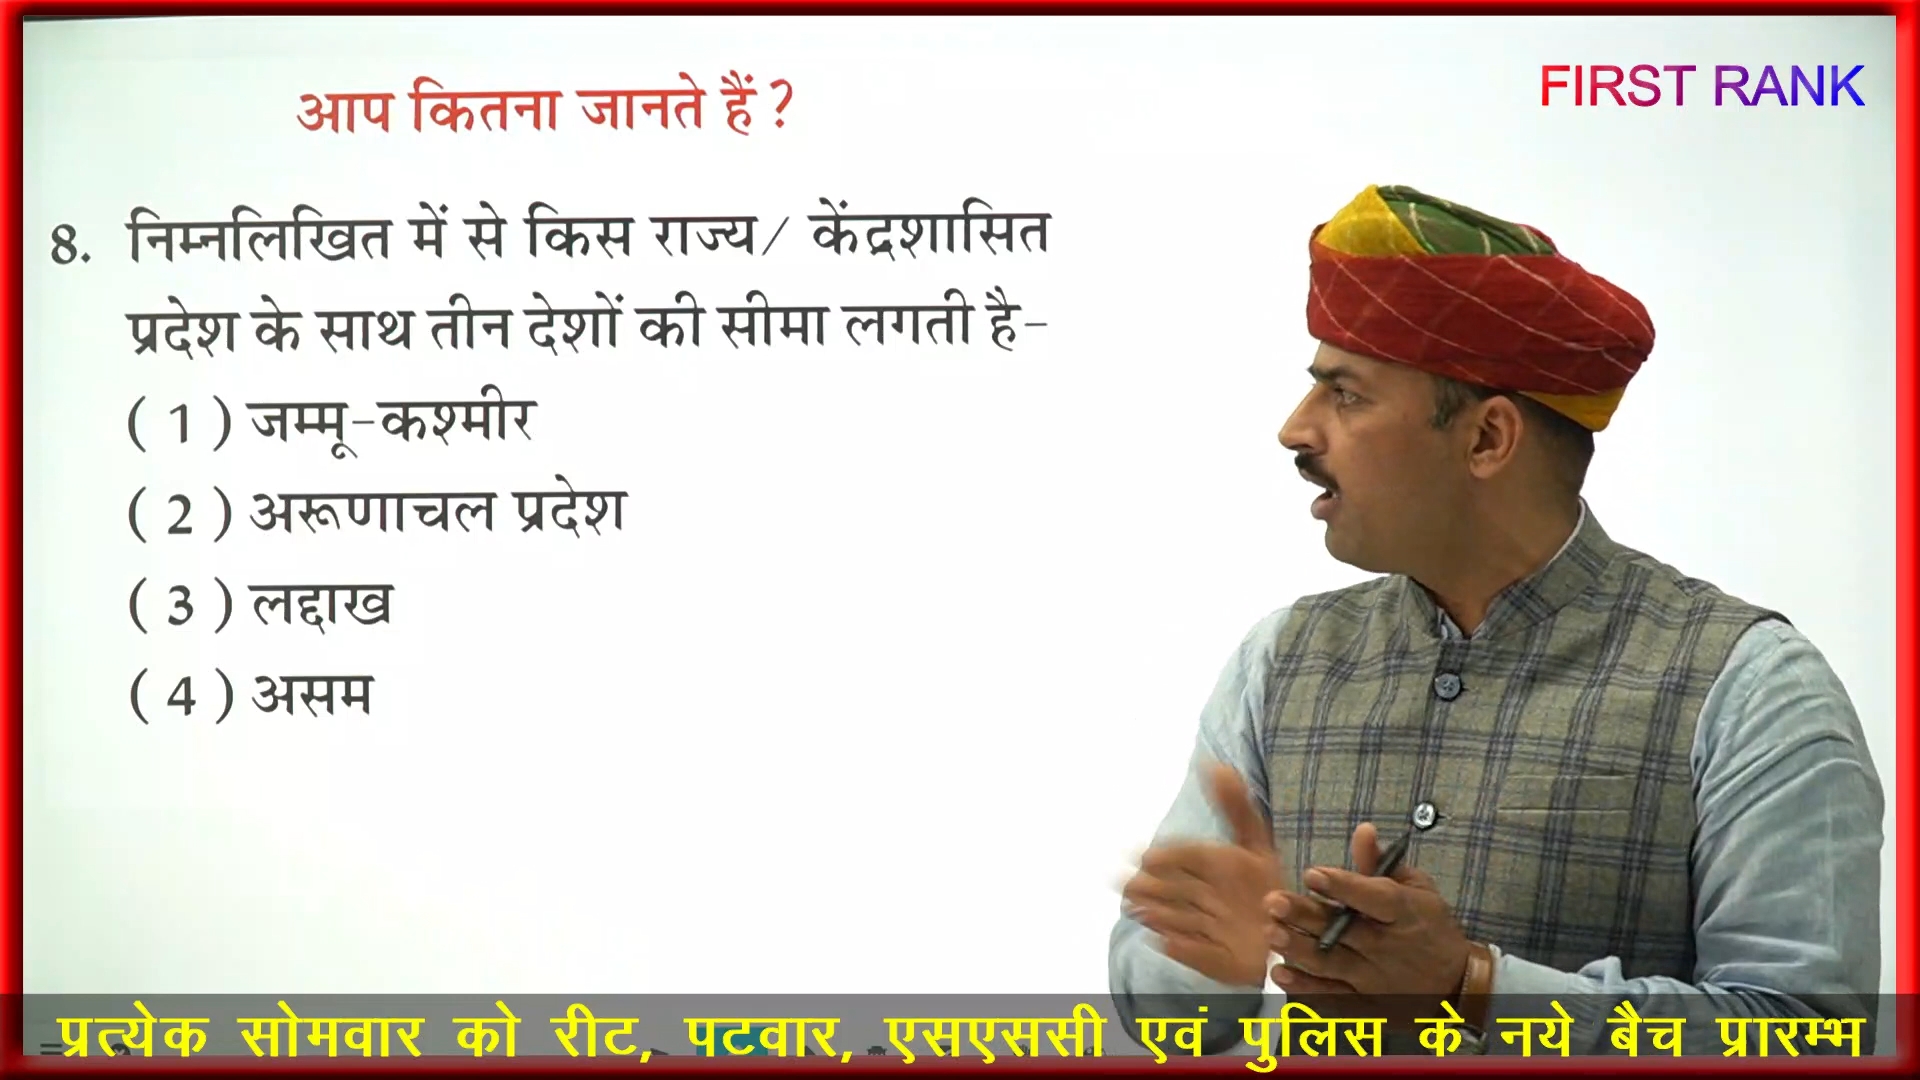 आप कितना जानते हैं ?
FIRST RANK
8. निम्नलिखित में से किस राज्य/ केंद्रशासित
प्रदेश के साथ तीन देशों की सीमा लगती है-
( 1 ) जम्मू-कश्मीर
( 2 ) अरूणाचल प्रदेश
( 3 ) लद्दाख
( 4 ) असम
प्रत्येक सोमवार को रीट, पटवार, एसएससी एवं पुलिस के नये बैच प्रारम्भ